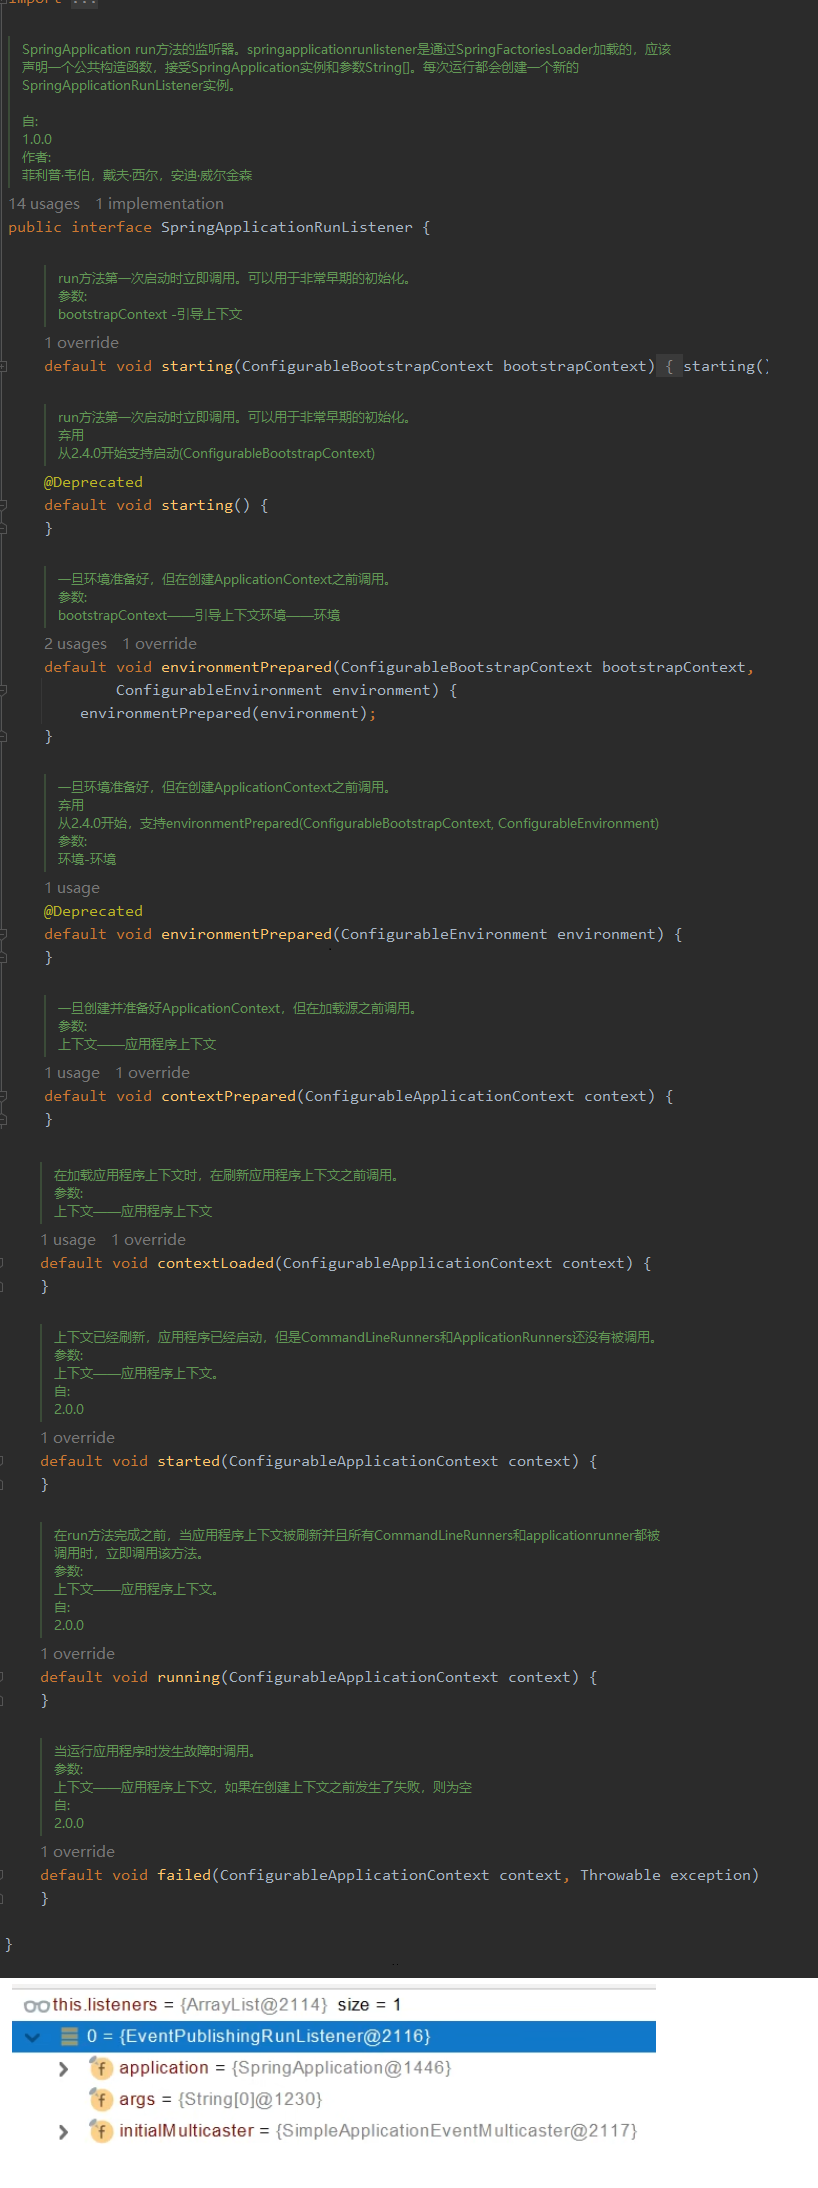 import ...
SpringApplication run方法的监听器。springapplicationrunlistener是通过SpringFactoriesLoader加载的，应该
声明一个公共构造函数，接受SpringApplication实例和参数String[]。每次运行都会创建一个新的
SpringApplicationRunListener实例。
自:
1.0.0
作者:
菲利普·韦伯，戴夫·西尔，安迪·威尔金森
14 usages 1 implementation
public interface SpringApplicationRunListener {
run方法第一次启动时立即调用。可以用于非常早期的初始化。
参数:
bootstrapContext -引导上下文
1 override
default void starting(ConfigurableBootstrapContext bootstrapContext) { starting()
run方法第一次启动时立即调用。可以用于非常早期的初始化。
弃用
从2.4.0开始支持启动(ConfigurableBootstrapContext)
@Deprecated
default void starting() {
}
一旦环境准备好，但在创建ApplicationContext之前调用。
参数:
bootstrapContext——引导上下文环境——环境
2 usages 1 override
default void environmentPrepared(ConfigurableBootstrapContext bootstrapContext,
ConfigurableEnvironment environment) {
environmentPrepared(environment);
}
一旦环境准备好，但在创建ApplicationContext之前调用。
弃用
从2.4.0开始，支持environmentPrepared(ConfigurableBootstrapContext, ConfigurableEnvironment)
参数:
环境-环境
1 usage
@Deprecated
default void environmentPrepared(ConfigurableEnvironment environment) {
}
一旦创建并准备好ApplicationContext，但在加载源之前调用。
参数:
上下文——应用程序上下文
1 usage 1 override
default void contextPrepared(ConfigurableApplicationContext context) {
}
在加载应用程序上下文时，在刷新应用程序上下文之前调用。
参数:
上下文——应用程序上下文
1 usage 1 override
default void contextLoaded(ConfigurableApplicationContext context) {
}
上下文已经刷新，应用程序已经启动，但是CommandLineRunners和ApplicationRunners还没有被调用。
参数:
上下文——应用程序上下文。
自:
2.0.0
1 override
default void started(ConfigurableApplicationContext context) {
}
在run方法完成之前，当应用程序上下文被刷新并且所有CommandLineRunners和applicationrunner都被
调用时，立即调用该方法。
参数:
上下文——应用程序上下文。
自:
2.0.0
1 override
default void running(ConfigurableApplicationContext context) {
}
当运行应用程序时发生故障时调用。
参数:
上下文——应用程序上下文，如果在创建上下文之前发生了失败，则为空
自:
2.0.0
1 override
default void failed(ConfigurableApplicationContext context, Throwable exception)
}
}
this.listeners = {ArrayList@2114} size = 1
0 = {EventPublishingRunListener@2116}
f application = {SpringApplication@1446}
f args = {String[0]@1230}
f initialMulticaster = {SimpleApplicationEventMulticaster@2117}